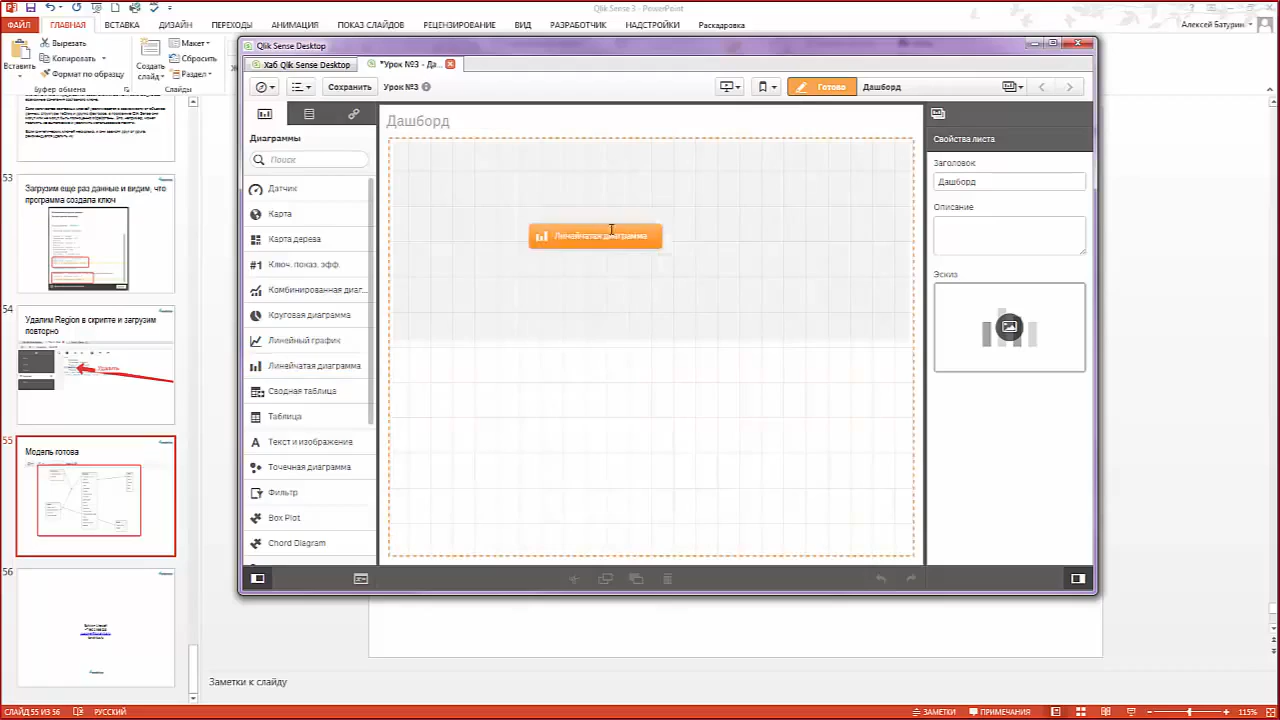 Qlik Sense 3 - PowerPoint
ФАЙЛ
ГЛАВНАЯ
ВСТАВКА
ДИЗАЙН
ПЕРЕХОДЫ
АНИМАЦИЯ
ПОКАЗ СЛАЙДОВ
РЕЦЕНЗИРОВАНИЕ
ВИД
РАЗРАБОТЧИК
НАДСТРОЙКИ
Раскадровка
Алексей Батурин
Вставить
Вырезать
Копировать
Формат по образцу
Буфер обмена
Создать
слайд
Макет
Сбросить
Раздел
Слайды
53
Загрузим еще раз данные и видим, что
программа создала ключ
54
Удалим Region в скрипте и загрузим
повторно
Удалить
55
Модель готова
56
Qlik Sense Desktop
Хаб Qlik Sense Desktop
*Урок №3 - Да...
Сохранить
Урок №3
Готово
Дашборд
Диаграммы
Поиск
Датчик
Карта
Карта дерева
#1 Ключ. показ. эфф.
Комбинированная диаг...
Круговая диаграмма
Линейный график
Линейчатая диаграмма
Сводная таблица
Таблица
Текст и изображение
Точечная диаграмма
Фильтр
Box Plot
Chord Diagram
Дашборд
Линейчатая диаграмма
Свойства листа
Заголовок
Дашборд
Описание
Эскиз
Заметки к слайду
СЛАЙД 55 ИЗ 56
РУССКИЙ
ЗАМЕТКИ
ПРИМЕЧАНИЯ
115%